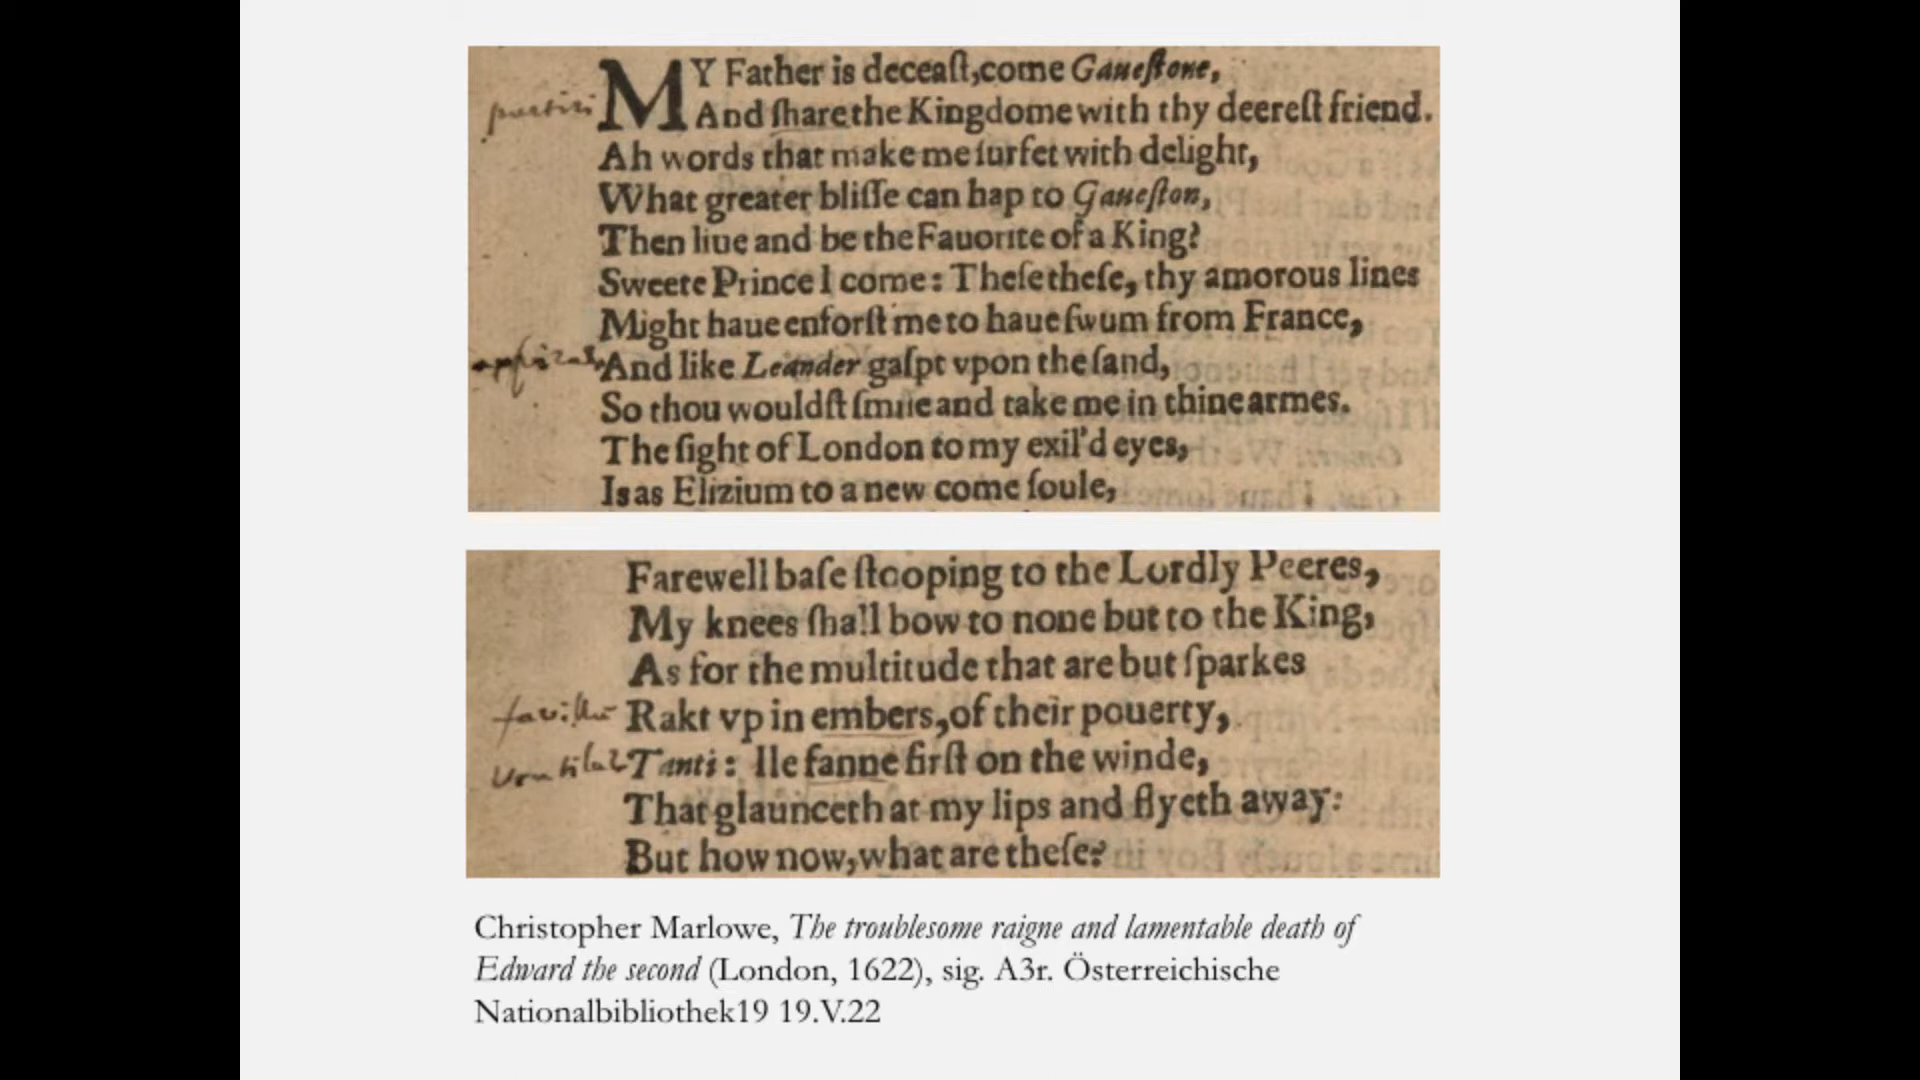 MY Father is deceaſt,come Gaueſtone,
partiri
And ſhare the Kingdome with thy deereſt friend.
Ah words that make me ſurfet with delight,
What greater bliſſe can hap to Gaueſton,
Then liue and be the Fauorite of a King?
Sweete Prince I come: Theſe theſe, thy amorous lines
Might haue enforſt me to haue ſwum from France,
And like Leander gaſpt vpon the ſand,
So thou wouldſt ſmile and take me in thine armes.
The ſight of London to my exil'd eyes,
Is as Elizium to a new come ſoule,
Farewell baſe ſtooping to the Lordly Peeres,
My knees ſhall bow to none but to the King,
As for the multitude that are but ſparkes
Rakt vp in embers,of their pouerty,
Tanti: Ile fanne firſt on the winde,
That glaunceth at my lips and flyeth away:
But how now,what are theſe?
Christopher Marlowe, The troublesome raigne and lamentable death of
Edward the second (London, 1622), sig. A3r. Österreichische
Nationalbibliothek19 19.V.22